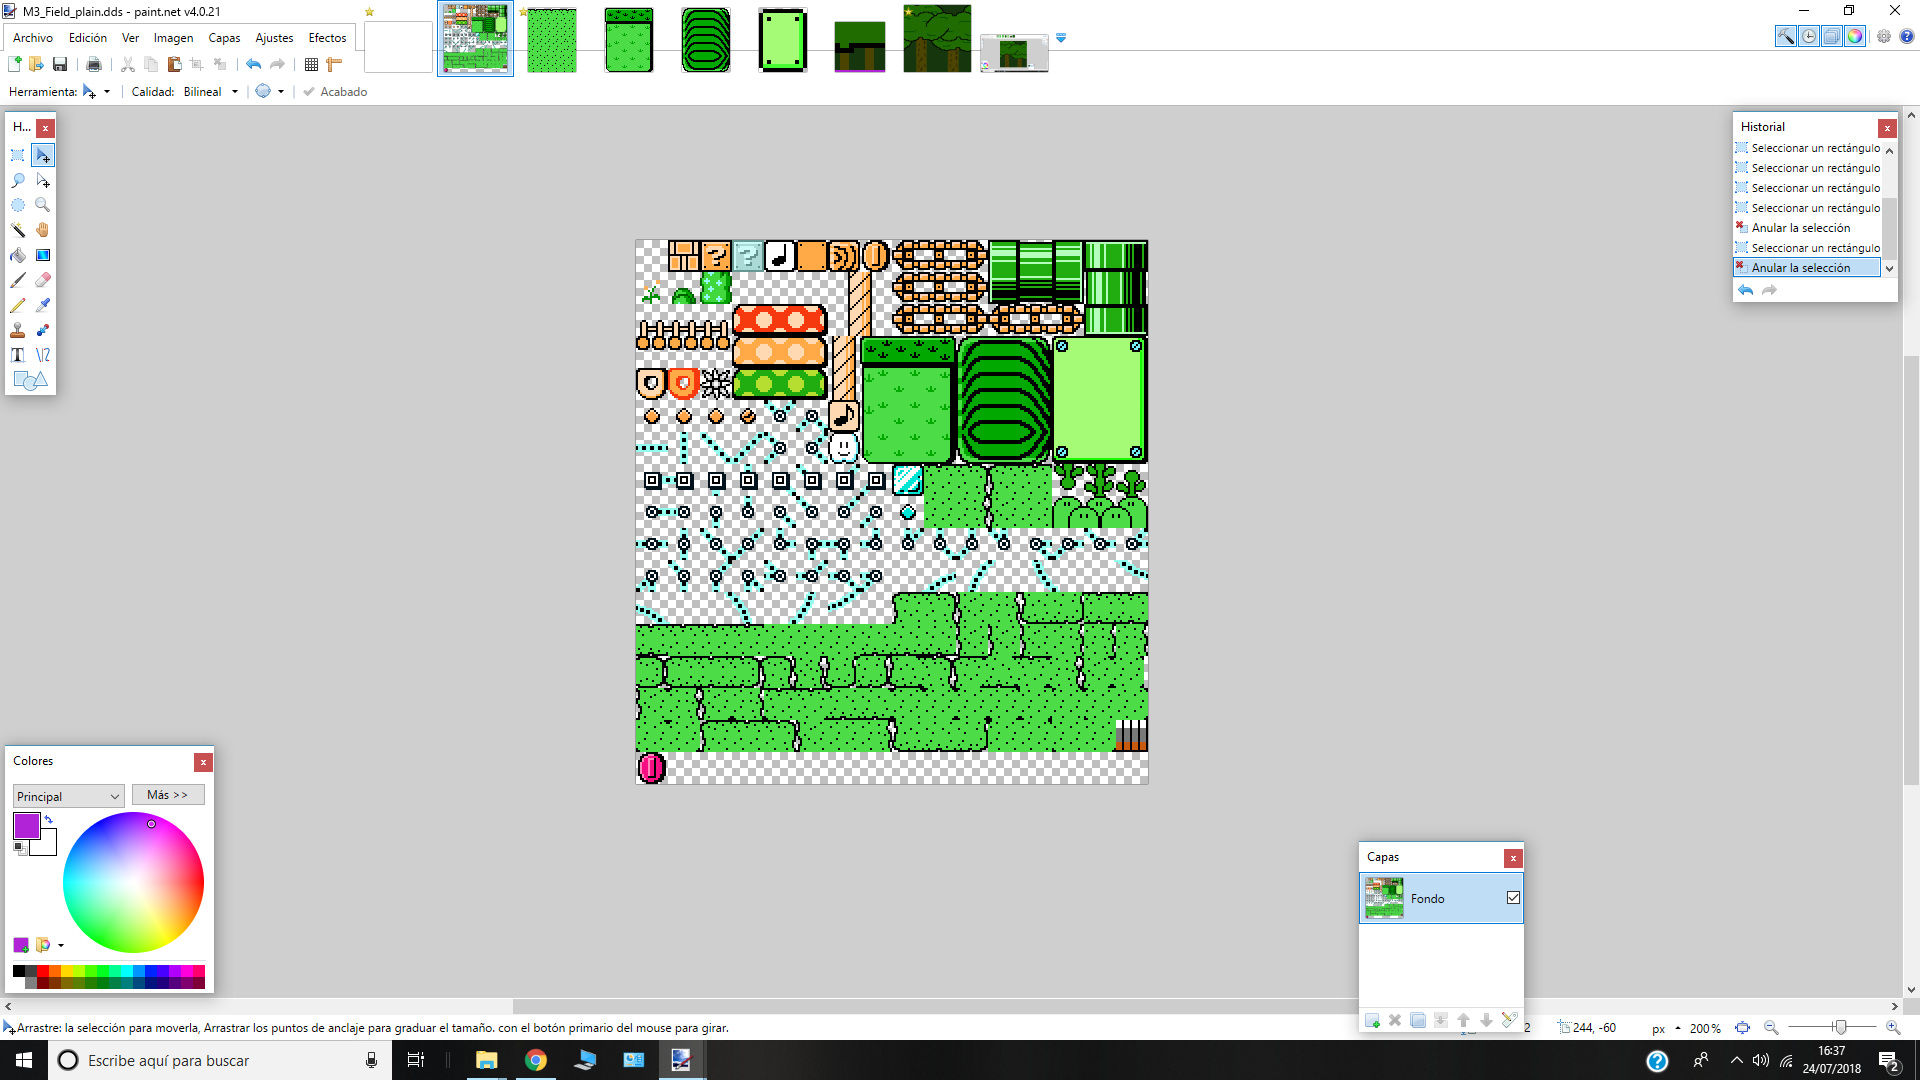 M3_Field_plain.dds - paint.net v4.0.21
Archivo Edición Ver Imagen Capas Ajustes Efectos
Herramienta: Calidad: Bilineal Acabado
H...
Historial
Seleccionar un rectángulo
Seleccionar un rectángulo
Seleccionar un rectángulo
Seleccionar un rectángulo
Anular la selección
Seleccionar un rectángulo
Anular la selección
Colores
Principal
Más >>
Capas
Fondo
Arrastre: la selección para moverla, Arrastrar los puntos de anclaje para graduar el tamaño. con el botón primario del mouse para girar.
2 244, -60 px 200%
Escribe aquí para buscar
16:37
24/07/2018
2